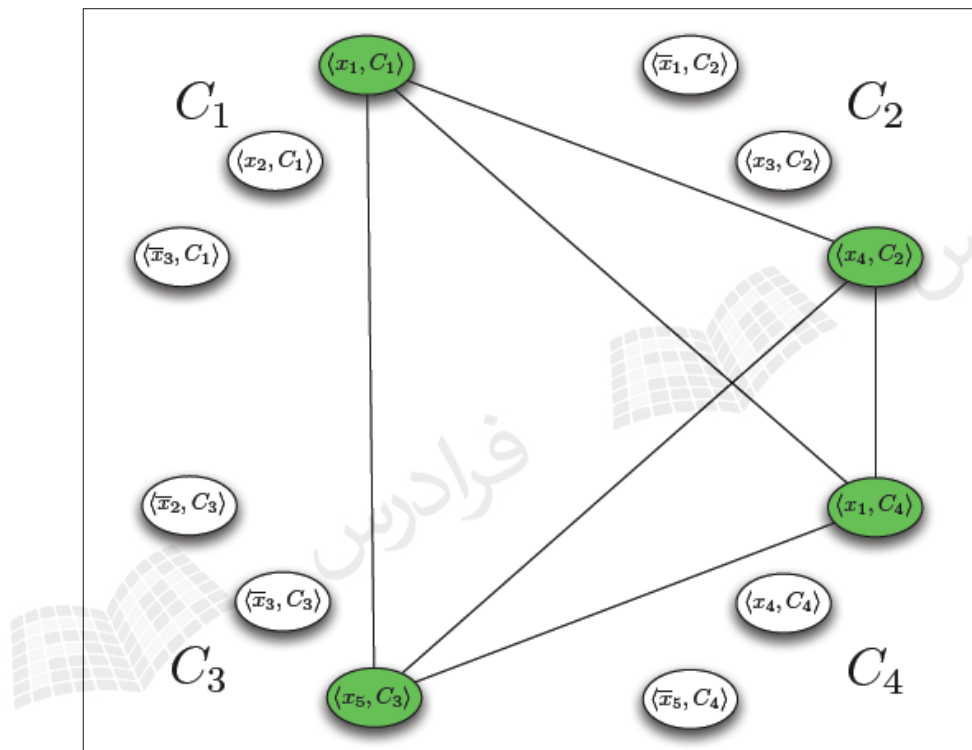 ⟨x₁, C₁⟩
⟨x̅₁, C₂⟩
C₁
C₂
⟨x₂, C₁⟩
⟨x₃, C₂⟩
⟨x̅₃, C₁⟩
⟨x₄, C₂⟩
فرادرس
⟨x̅₂, C₃⟩
⟨x₁, C₄⟩
⟨x̅₃, C₃⟩
⟨x₄, C₄⟩
C₃
C₄
⟨x₅, C₃⟩
⟨x̅₅, C₄⟩